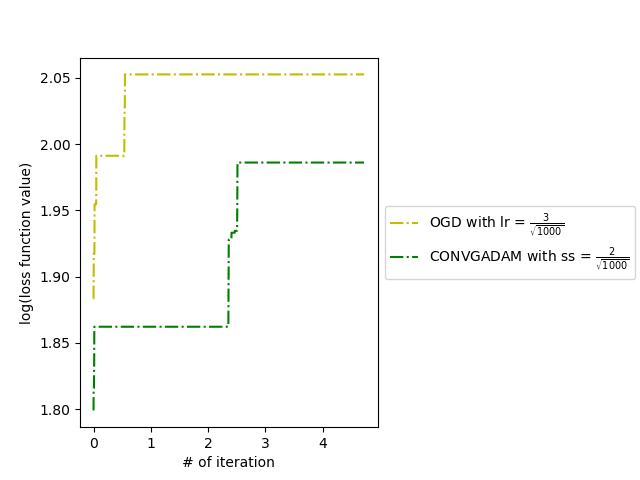 2.05
2.00
1.95
1.90
1.85
1.80
log(loss function value)
0 1 2 3 4
# of iteration
OGD with lr = 3/√1000
CONVGADAM with ss = 2/√1000